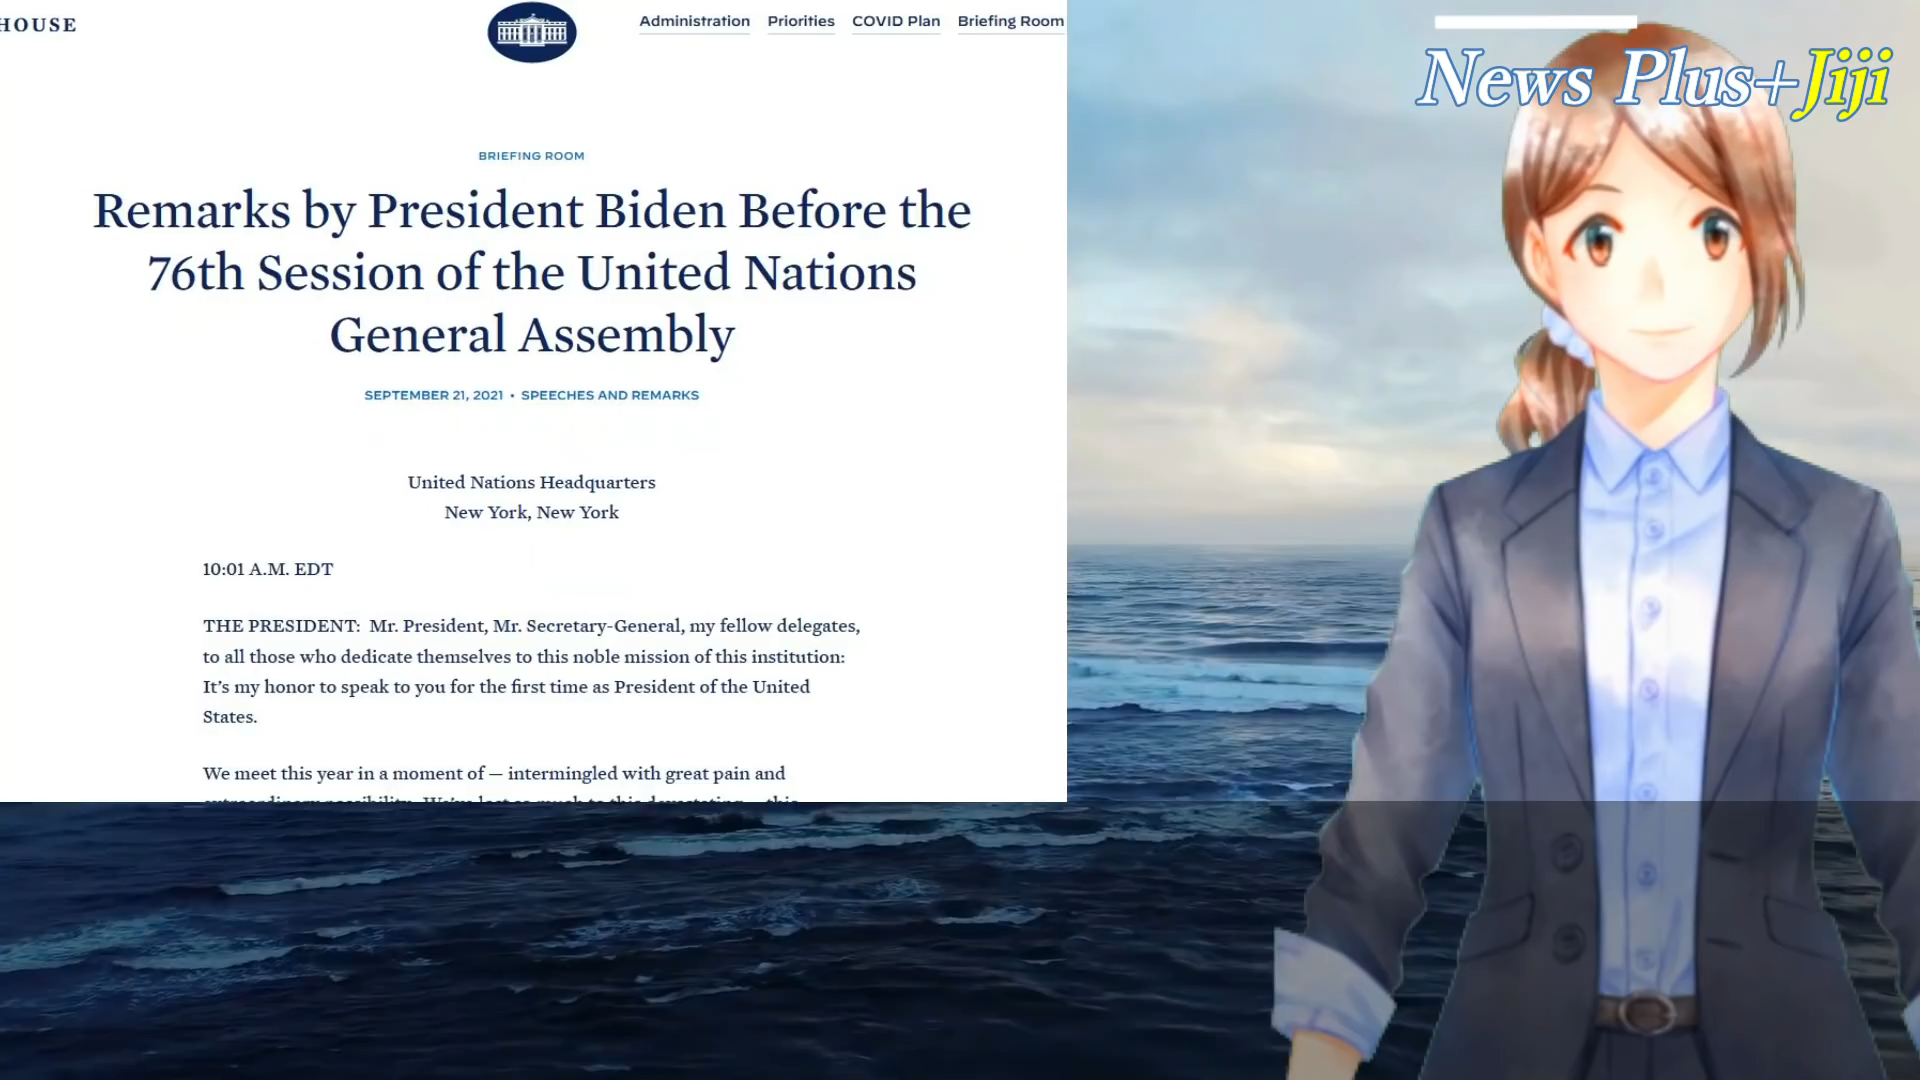 HOUSE
Administration Priorities COVID Plan Briefing Room
News Plus+Jiji
BRIEFING ROOM
Remarks by President Biden Before the
76th Session of the United Nations
General Assembly
SEPTEMBER 21, 2021 • SPEECHES AND REMARKS
United Nations Headquarters
New York, New York
10:01 A.M. EDT
THE PRESIDENT:  Mr. President, Mr. Secretary-General, my fellow delegates,
to all those who dedicate themselves to this noble mission of this institution:
It’s my honor to speak to you for the first time as President of the United
States.
We meet this year in a moment of — intermingled with great pain and